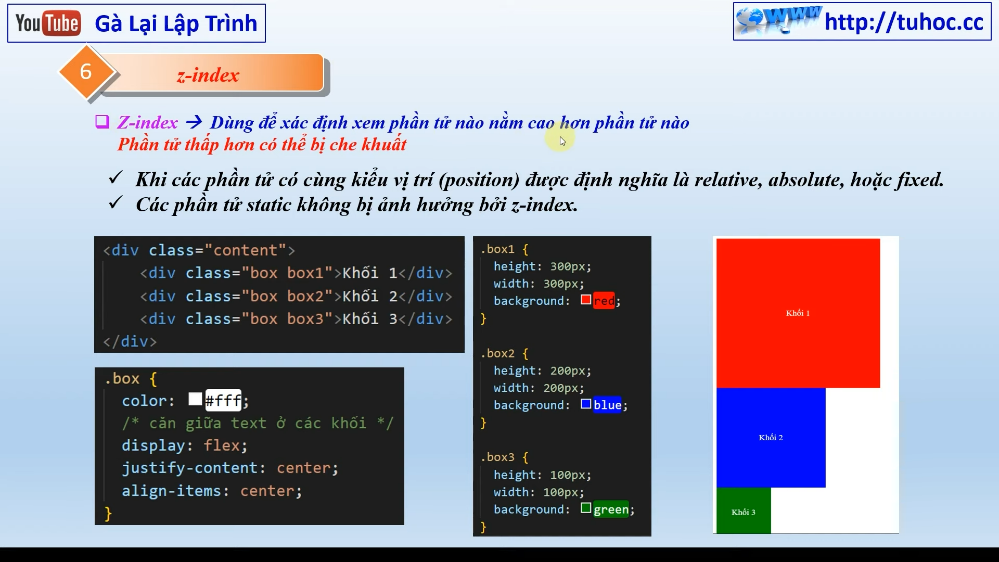 YouTube Gà Lại Lập Trình
www http://tuhoc.cc
6 z-index
Z-index → Dùng để xác định xem phần tử nào nằm cao hơn phần tử nào
Phần tử thấp hơn có thể bị che khuất
✓ Khi các phần tử có cùng kiểu vị trí (position) được định nghĩa là relative, absolute, hoặc fixed.
✓ Các phần tử static không bị ảnh hưởng bởi z-index.
<div class="content">
<div class="box box1">Khối 1</div>
<div class="box box2">Khối 2</div>
<div class="box box3">Khối 3</div>
</div>
.box {
color: #fff;
/* căn giữa text ở các khối */
display: flex;
justify-content: center;
align-items: center;
}
.box1 {
height: 300px;
width: 300px;
background: red;
}
.box2 {
height: 200px;
width: 200px;
background: blue;
}
.box3 {
height: 100px;
width: 100px;
background: green;
}
Khối 1
Khối 2
Khối 3